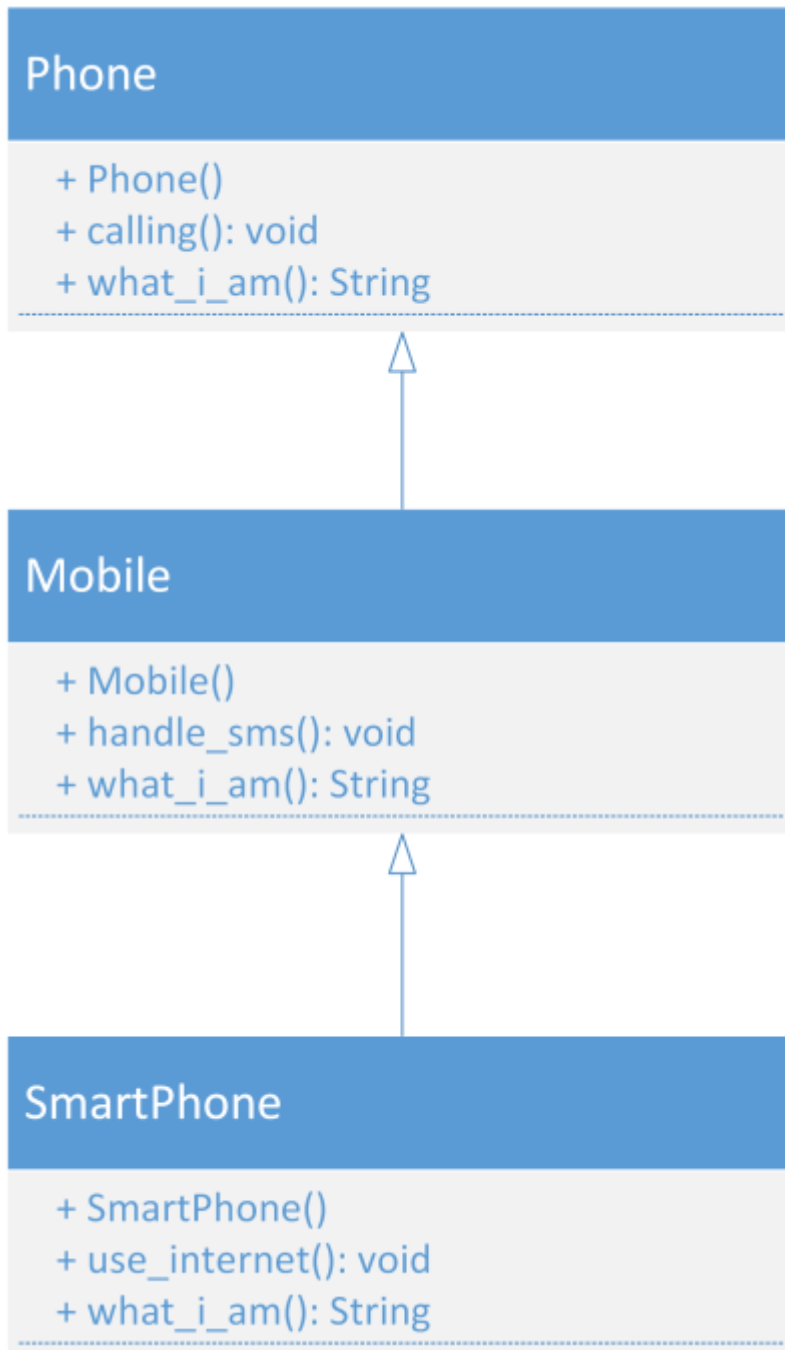 Phone
+ Phone()
+ calling(): void
+ what_i_am(): String
Mobile
+ Mobile()
+ handle_sms(): void
+ what_i_am(): String
SmartPhone
+ SmartPhone()
+ use_internet(): void
+ what_i_am(): String